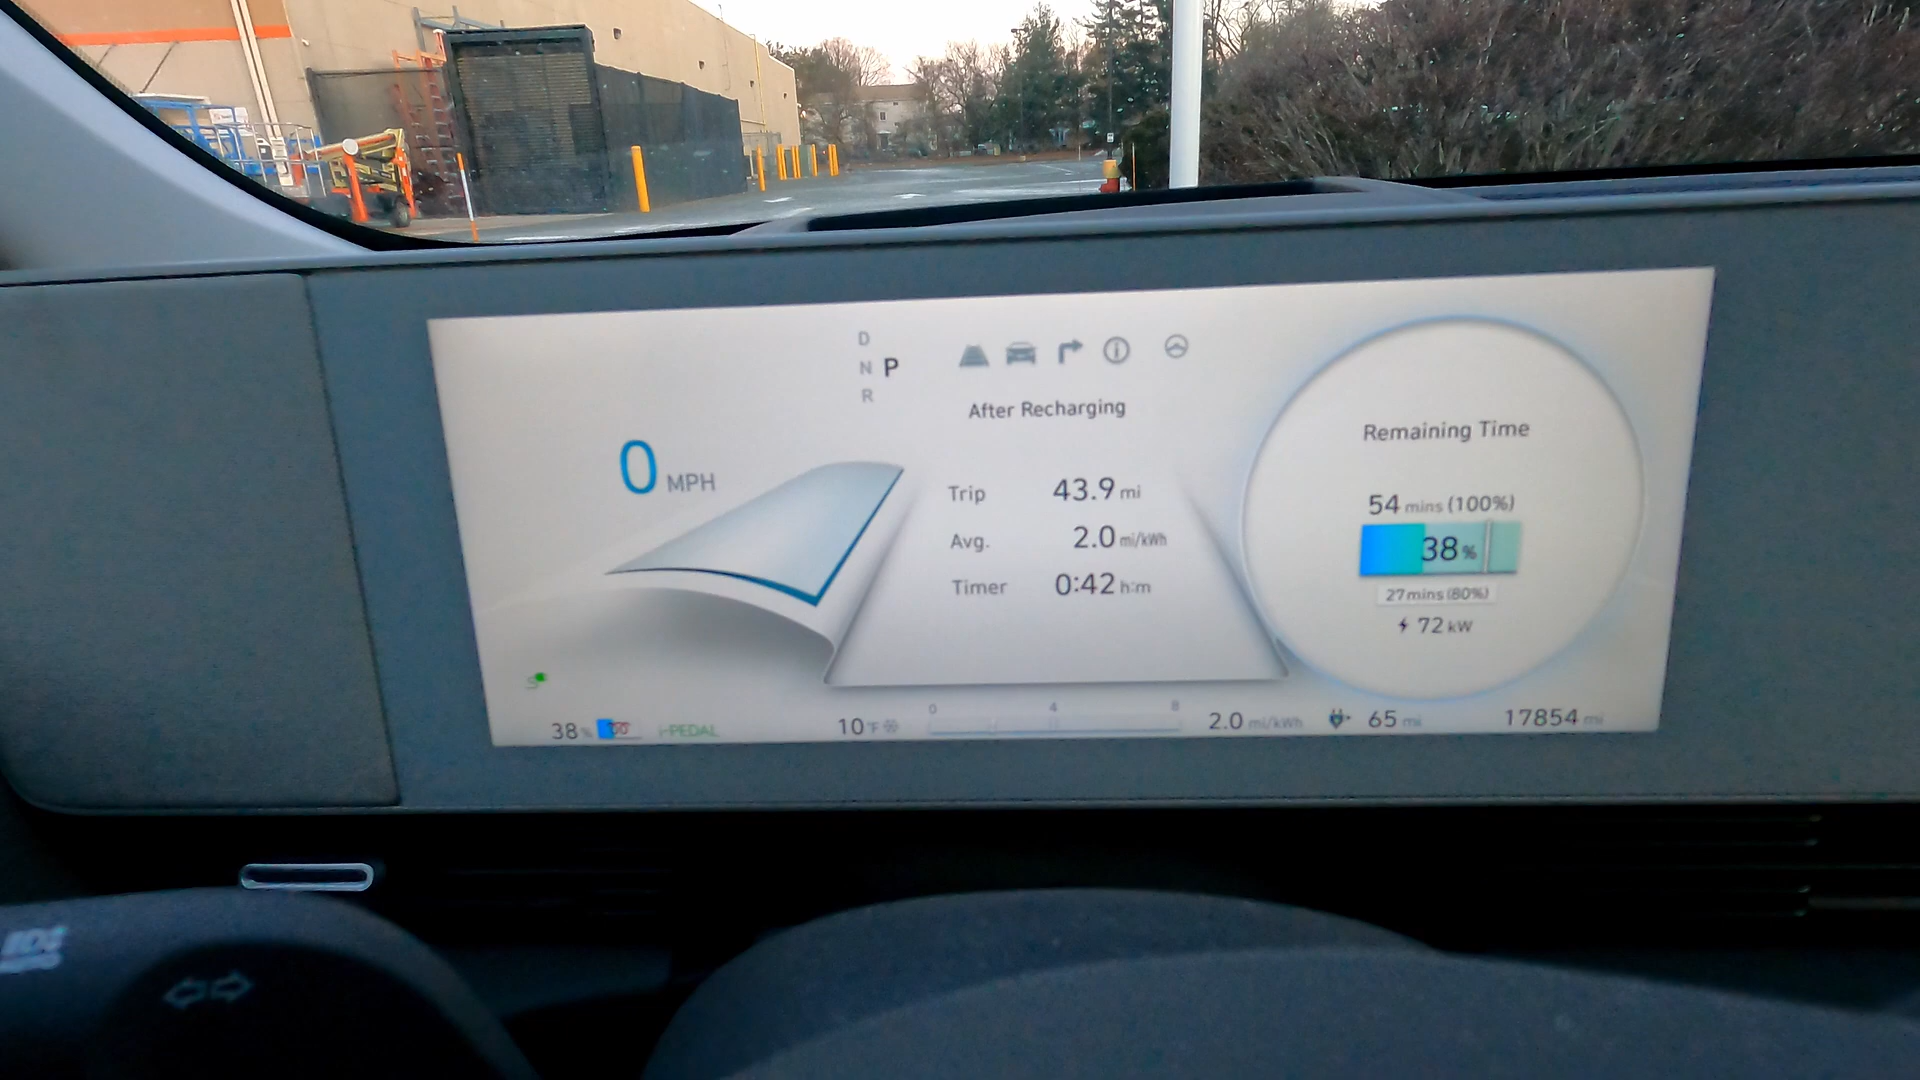 D
N P
R
After Recharging
0 MPH
Trip 43.9 mi
Avg. 2.0 mi/kWh
Timer 0:42 h:m
Remaining Time
54 mins (100%)
38 %
27 mins (80%)
72 kW
38 %
i-PEDAL
10 °F
0 4 8
2.0 mi/kWh
65 mi
17854 mi